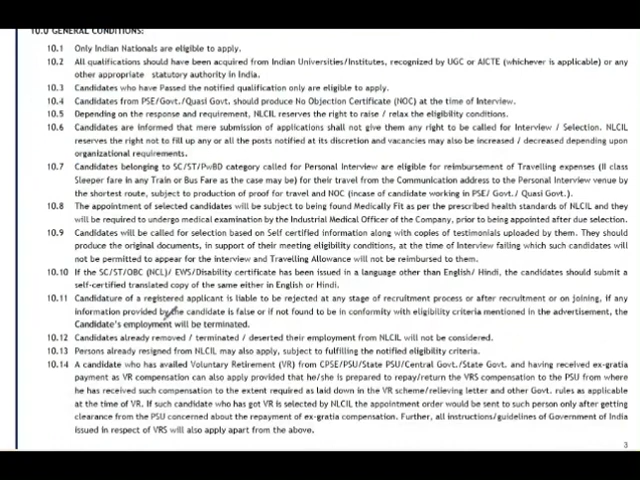 10.0 GENERAL CONDITIONS:
10.1 Only Indian Nationals are eligible to apply.
10.2 All qualifications should have been acquired from Indian Universities/Institutes, recognized by UGC or AICTE (whichever is applicable) or any
other appropriate statutory authority in India.
10.3 Candidates who have Passed the notified qualification only are eligible to apply.
10.4 Candidates from PSE/Govt./Quasi Govt. should produce No Objection Certificate (NOC) at the time of Interview.
10.5 Depending on the response and requirement, NLCIL reserves the right to raise / relax the eligibility conditions.
10.6 Candidates are informed that mere submission of applications shall not give them any right to be called for Interview / Selection. NLCIL
reserves the right not to fill up any or all the posts notified at its discretion and vacancies may also be increased / decreased depending upon
organizational requirements.
10.7 Candidates belonging to SC/ST/PwBD category called for Personal Interview are eligible for reimbursement of Travelling expenses (II class
Sleeper fare in any Train or Bus Fare as the case may be) for their travel from the Communication address to the Personal Interview venue by
the shortest route, subject to production of proof for travel and NOC (incase of candidate working in PSE/ Govt./ Quasi Govt.).
10.8 The appointment of selected candidates will be subject to being found Medically Fit as per the prescribed health standards of NLCIL and they
will be required to undergo medical examination by the Industrial Medical Officer of the Company, prior to being appointed after due selection.
10.9 Candidates will be called for selection based on Self certified information along with copies of testimonials uploaded by them. They should
produce the original documents, in support of their meeting eligibility conditions, at the time of Interview failing which such candidates will
not be permitted to appear for the interview and Travelling Allowance will not be reimbursed to them.
10.10 If the SC/ST/OBC (NCL)/ EWS/Disability certificate has been issued in a language other than English/ Hindi, the candidates should submit a
self-certified translated copy of the same either in English or Hindi.
10.11 Candidature of a registered applicant is liable to be rejected at any stage of recruitment process or after recruitment or on joining, if any
information provided by the candidate is false or if not found to be in conformity with eligibility criteria mentioned in the advertisement, the
Candidate's employment will be terminated.
10.12 Candidates already removed / terminated / deserted their employment from NLCIL will not be considered.
10.13 Persons already resigned from NLCIL may also apply, subject to fulfilling the notified eligibility criteria.
10.14 A candidate who has availed Voluntary Retirement (VR) from CPSE/PSU/State PSU/Central Govt./State Govt. and having received ex-gratia
payment as VR compensation can also apply provided that he/she is prepared to repay/return the VRS compensation to the PSU from where
he has received such compensation to the extent required as laid down in the VR scheme/relieving letter and other Govt. rules as applicable
at the time of VR. If such candidate who has got VR is selected by NLCIL the appointment order would be sent to such person only after getting
clearance from the PSU concerned about the repayment of ex-gratia compensation. Further, all instructions/guidelines of Government of India
issued in respect of VRS will also apply apart from the above.
3